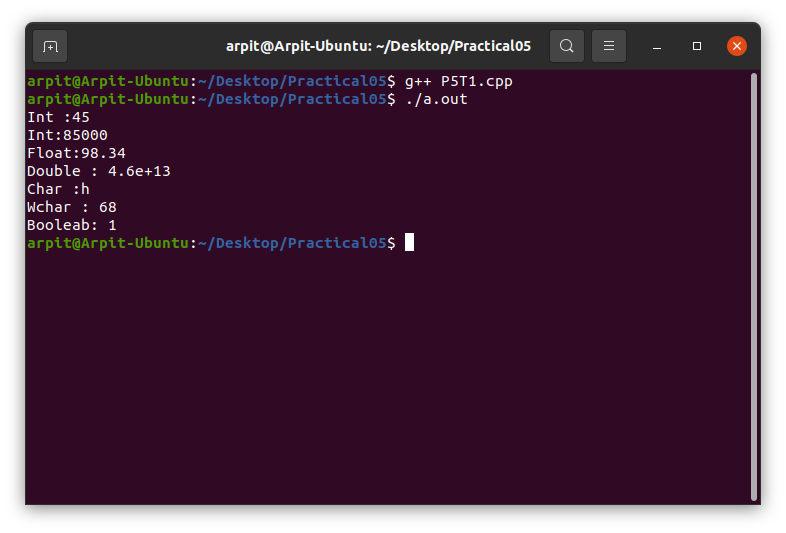 arpit@Arpit-Ubuntu: ~/Desktop/Practical05
arpit@Arpit-Ubuntu:~/Desktop/Practical05$ g++ P5T1.cpp
arpit@Arpit-Ubuntu:~/Desktop/Practical05$ ./a.out
Int :45
Int:85000
Float:98.34
Double : 4.6e+13
Char :h
Wchar : 68
Booleab: 1
arpit@Arpit-Ubuntu:~/Desktop/Practical05$